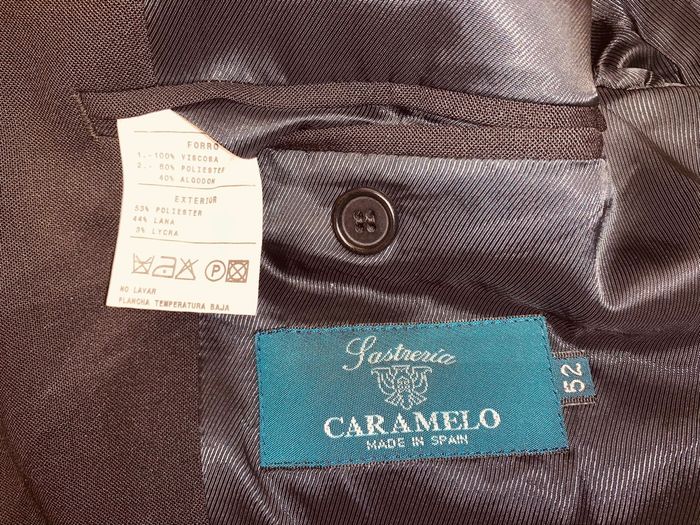 FORRO
1.-100% VISCOSA
2.- 60% POLIESTER
40% ALGODON
EXTERIOR
53% POLIESTER
44% LANA
3% LYCRA
P
NO LAVAR
PLANCHA TEMPERATURA BAJA
Sastrería
CARAMELO
MADE IN SPAIN
52